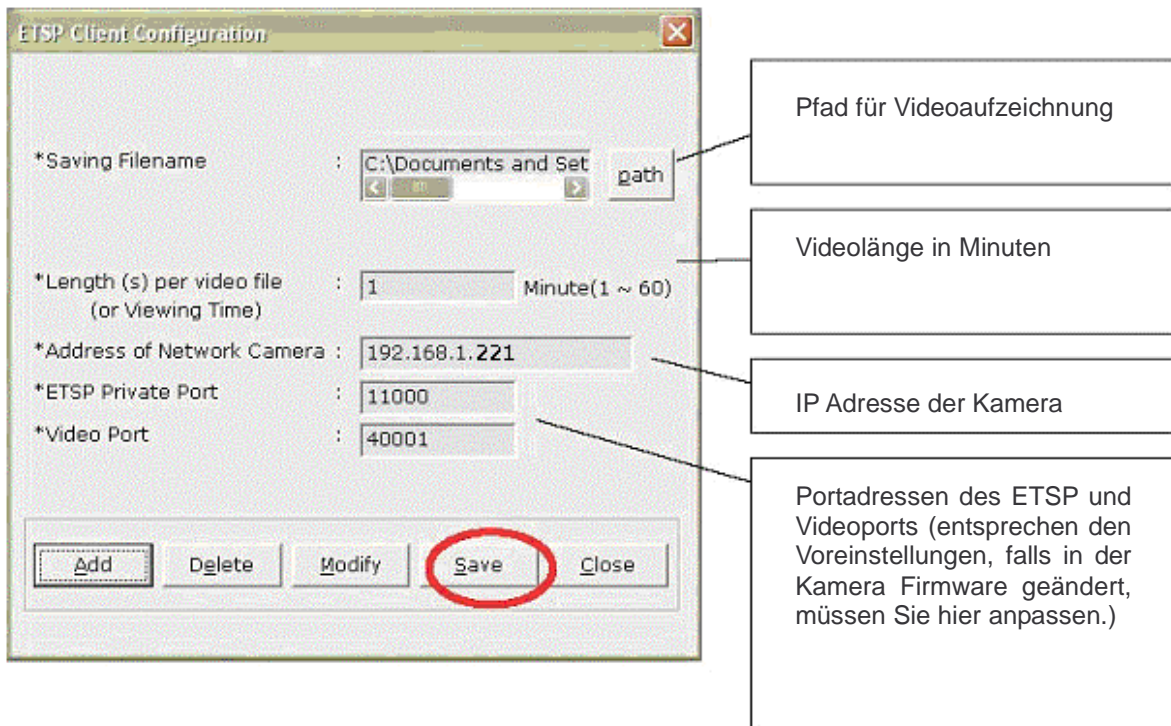 ETSP Client Configuration
*Saving Filename : C:\Documents and Set path
*Length (s) per video file : 1 Minute(1 ~ 60)
(or Viewing Time)
*Address of Network Camera : 192.168.1.221
*ETSP Private Port : 11000
*Video Port : 40001
Add Delete Modify Save Close
Pfad für Videoaufzeichnung
Videolänge in Minuten
IP Adresse der Kamera
Portadressen des ETSP und
Videoports (entsprechen den
Voreinstellungen, falls in der
Kamera Firmware geändert,
müssen Sie hier anpassen.)